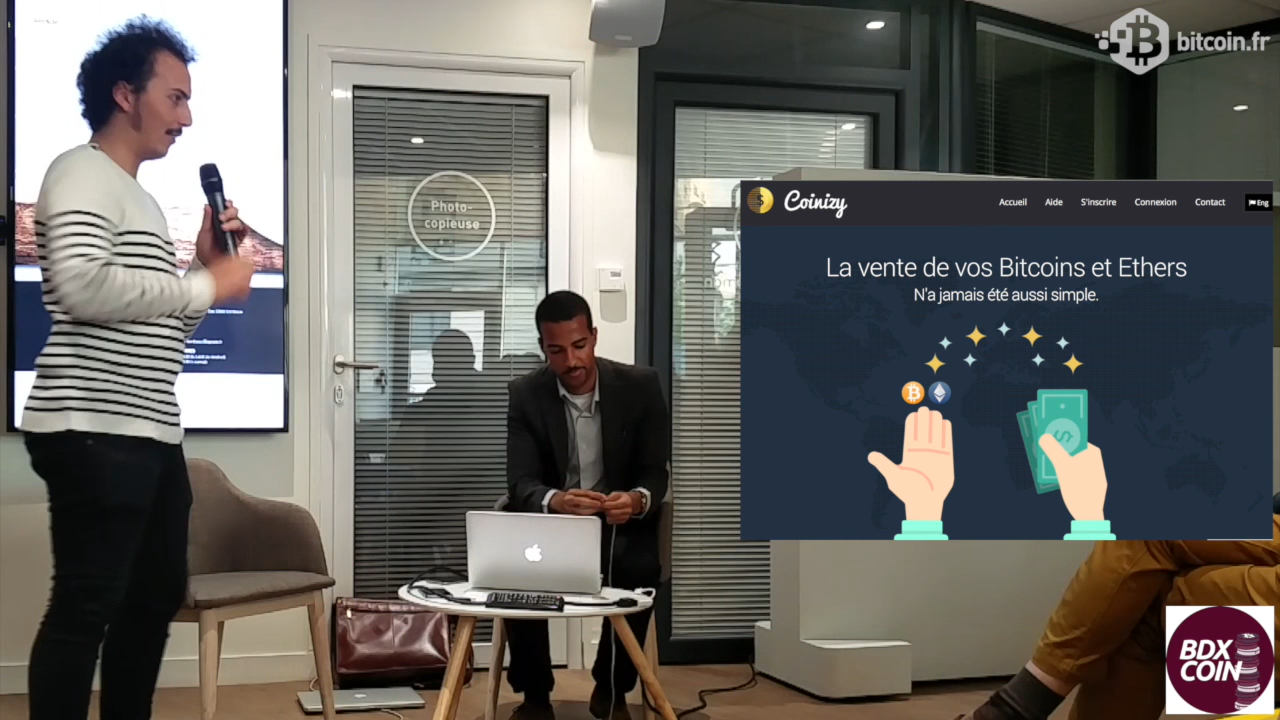 bitcoin.fr
Photo-
copieuse
Coinizy
Accueil Aide S'inscrire Connexion Contact Eng
La vente de vos Bitcoins et Ethers
N'a jamais été aussi simple.
BDX
COIN